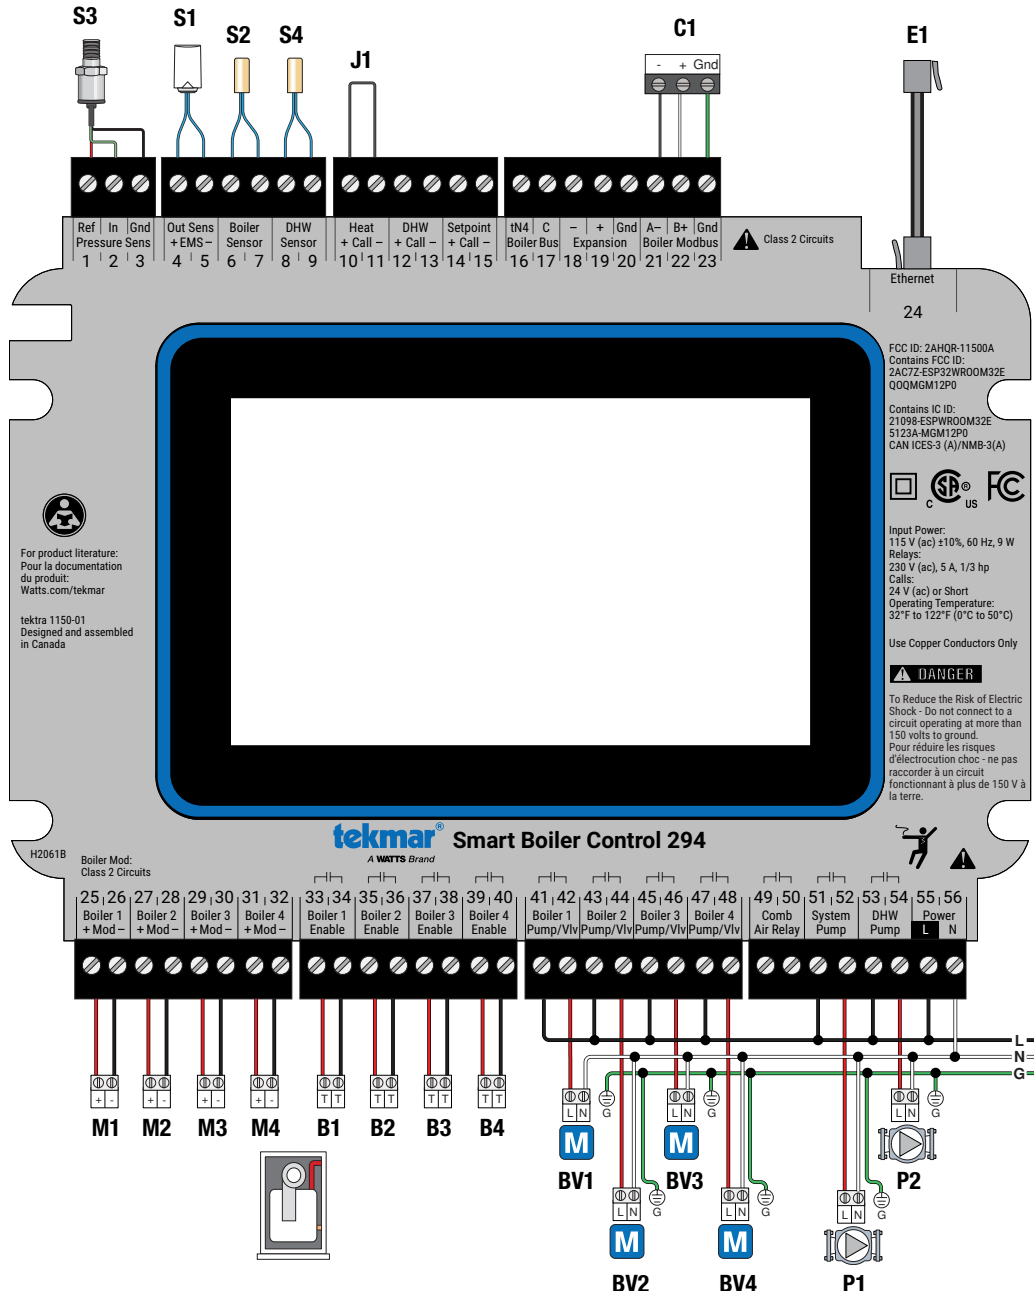 S3 S1 S2 S4 J1 C1 E1
- + Gnd
Ref In Gnd
Pressure Sens
1 2 3
Out Sens
+ EMS –
4 5
Boiler
Sensor
6 7
DHW
Sensor
8 9
Heat
+ Call –
10 11
DHW
+ Call –
12 13
Setpoint
+ Call –
14 15
tN4 C
Boiler Bus
16 17
– + Gnd
Expansion
18 19 20
A– B+ Gnd
Boiler Modbus
21 22 23
Class 2 Circuits
Ethernet
24
FCC ID: 2AHQR-11500A
Contains FCC ID:
2AC7Z-ESP32WROOM32E
QOQMGM12P0
Contains IC ID:
21098-ESPWROOM32E
5123A-MGM12P0
CAN ICES-3 (A)/NMB-3(A)
C SA ® US FC
Input Power:
115 V (ac) ±10%, 60 Hz, 9 W
Relays:
230 V (ac), 5 A, 1/3 hp
Calls:
24 V (ac) or Short
Operating Temperature:
32°F to 122°F (0°C to 50°C)
Use Copper Conductors Only
DANGER
To Reduce the Risk of Electric
Shock - Do not connect to a
circuit operating at more than
150 volts to ground.
Pour réduire les risques
d'électrocution choc - ne pas
raccorder à un circuit
fonctionnant à plus de 150 V à
la terre.
For product literature:
Pour la documentation
du produit:
Watts.com/tekmar
tektra 1150-01
Designed and assembled
in Canada
tekmar® Smart Boiler Control 294
A WATTS Brand
H2061B
Boiler Mod:
Class 2 Circuits
25 26
Boiler 1
+ Mod –
27 28
Boiler 2
+ Mod –
29 30
Boiler 3
+ Mod –
31 32
Boiler 4
+ Mod –
33 34
Boiler 1
Enable
35 36
Boiler 2
Enable
37 38
Boiler 3
Enable
39 40
Boiler 4
Enable
41 42
Boiler 1
Pump/Vlv
43 44
Boiler 2
Pump/Vlv
45 46
Boiler 3
Pump/Vlv
47 48
Boiler 4
Pump/Vlv
49 50
Comb
Air Relay
51 52
System
Pump
53 54
DHW
Pump
55 56
Power
L N
L
N
G
+ - + - + - + - T T T T T T T T
M1 M2 M3 M4 B1 B2 B3 B4
L N G L N G L N G
M M
BV1 BV3 P2
L N G L N G L N G
M M
BV2 BV4 P1